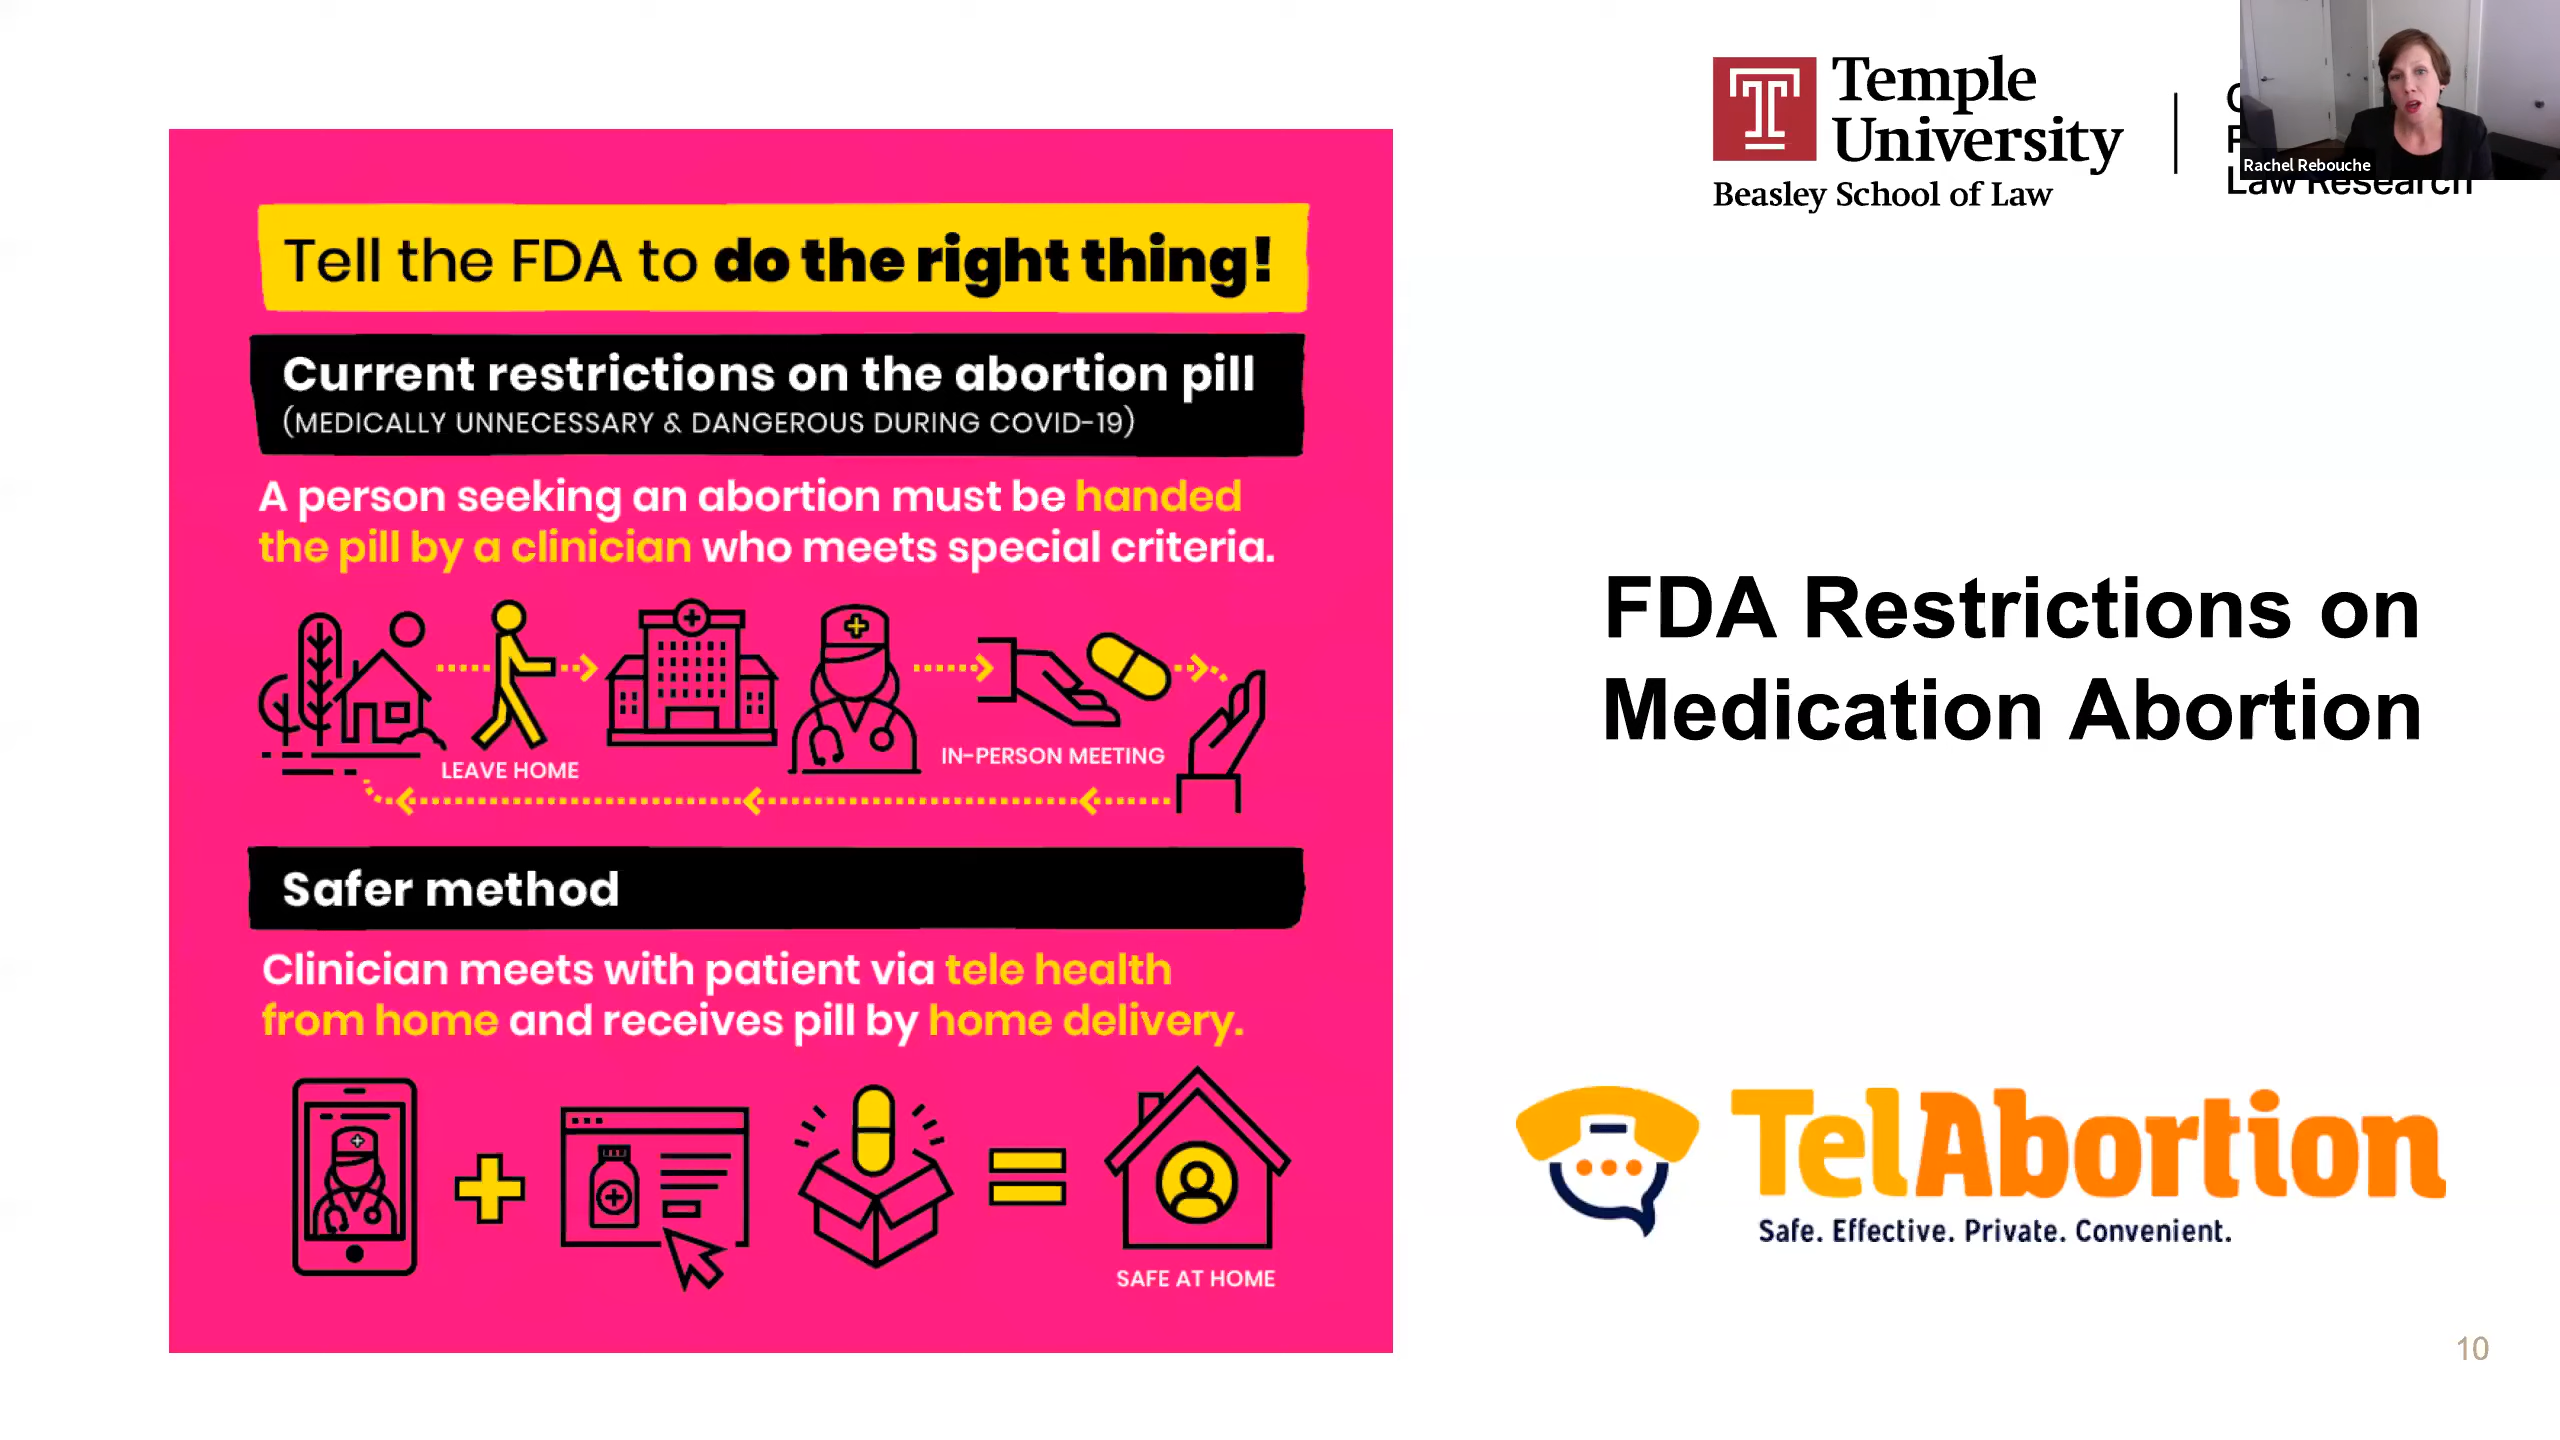 Temple
University
Beasley School of Law
Law Research
Rachel Rebouche
Tell the FDA to do the right thing!
Current restrictions on the abortion pill
(MEDICALLY UNNECESSARY & DANGEROUS DURING COVID-19)
A person seeking an abortion must be handed
the pill by a clinician who meets special criteria.
LEAVE HOME
IN-PERSON MEETING
Safer method
Clinician meets with patient via tele health
from home and receives pill by home delivery.
SAFE AT HOME
FDA Restrictions on
Medication Abortion
TelAbortion
Safe. Effective. Private. Convenient.
10